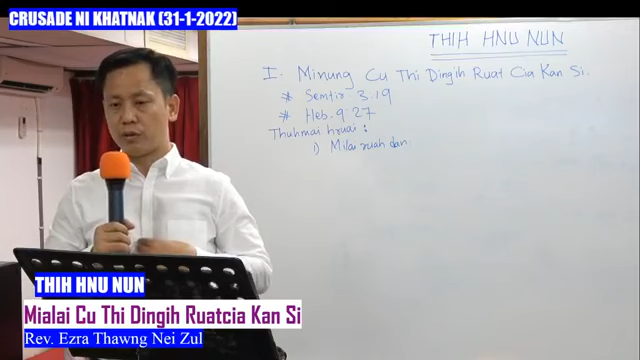 CRUSADE NI KHATNAK (31-1-2022)
THIH HNU NUN
I. Minung Cu Thi Dingih Ruat Cia Kan Si.
* Semtir 3:19
* Heb. 9:27
Thuhmai hruai :
1) Milai ruah dan
THIH HNU NUN
Mialai Cu Thi Dingih Ruatcia Kan Si
Rev. Ezra Thawng Nei Zul